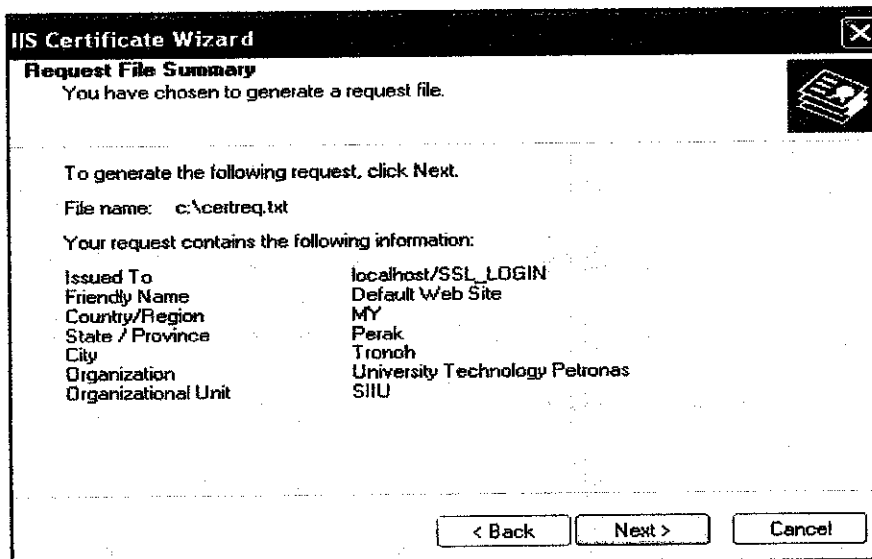 IIS Certificate Wizard
Request File Summary
You have chosen to generate a request file.
To generate the following request, click Next.
File name: c:\certreq.txt
Your request contains the following information:
Issued To localhost/SSL_LOGIN
Friendly Name Default Web Site
Country/Region MY
State / Province Perak
City Tronoh
Organization University Technology Petronas
Organizational Unit SIIU
< Back Next > Cancel